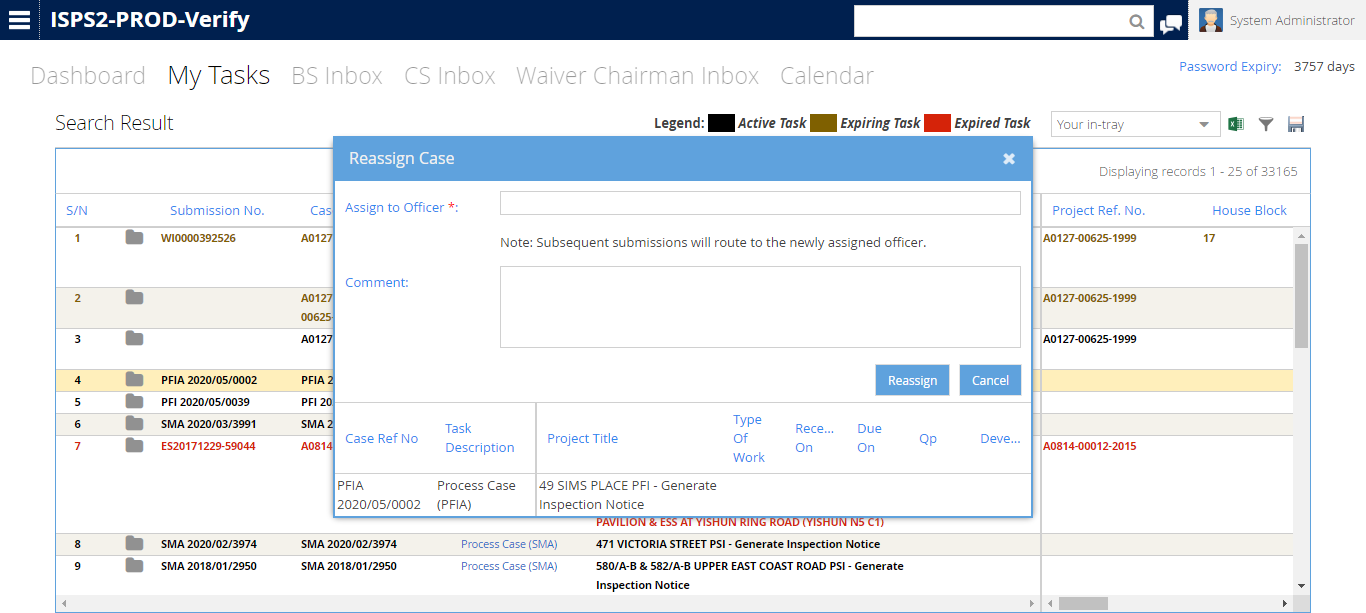 ISPS2-PROD-Verify
System Administrator
Dashboard My Tasks BS Inbox CS Inbox Waiver Chairman Inbox Calendar
Password Expiry: 3757 days
Search Result
Legend: Active Task Expiring Task Expired Task
Your in-tray
Displaying records 1 - 25 of 33165
S/N Submission No. Cas Project Ref. No. House Block
1 WI0000392526 A0127 A0127-00625-1999 17
2 A0127 A0127-00625-1999
00625-
3 A0127 A0127-00625-1999
4 PFIA 2020/05/0002 PFIA 2
5 PFI 2020/05/0039 PFI 20
6 SMA 2020/03/3991 SMA 2
7 ES20171229-59044 A0814 A0814-00012-2015
Reassign Case
Assign to Officer *:
Note: Subsequent submissions will route to the newly assigned officer.
Comment:
Reassign Cancel
Case Ref No Task Description Project Title Type Of Work Rece... On Due On Qp Deve...
PFIA Process Case 49 SIMS PLACE PFI - Generate
2020/05/0002 (PFIA) Inspection Notice
PAVILION & ESS AT YISHUN RING ROAD (YISHUN N5 C1)
8 SMA 2020/02/3974 SMA 2020/02/3974 Process Case (SMA) 471 VICTORIA STREET PSI - Generate Inspection Notice
9 SMA 2018/01/2950 SMA 2018/01/2950 Process Case (SMA) 580/A-B & 582/A-B UPPER EAST COAST ROAD PSI - Generate
Inspection Notice